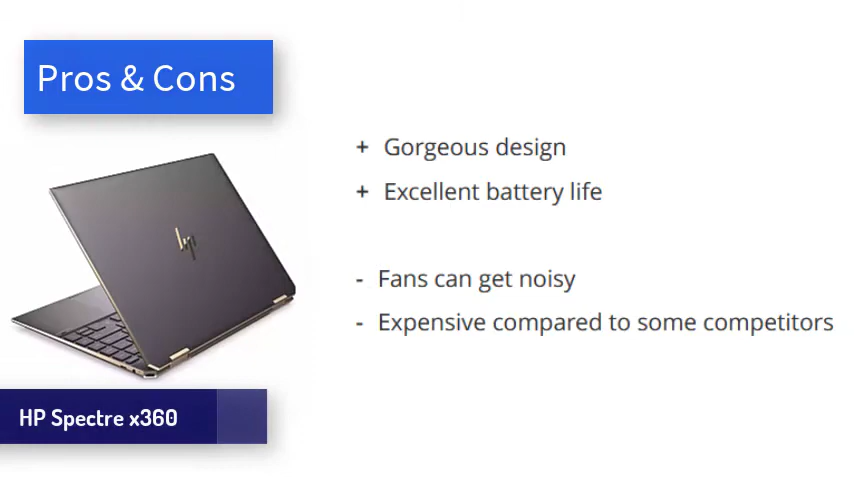 Pros & Cons
+ Gorgeous design
+ Excellent battery life
- Fans can get noisy
- Expensive compared to some competitors
hp
HP Spectre x360